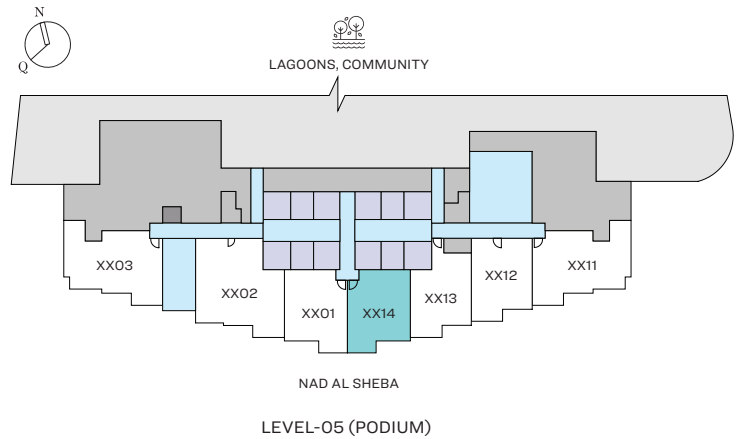 N
Q
LAGOONS, COMMUNITY
XX03
XX02
XX01
XX14
XX13
XX12
XX11
NAD AL SHEBA
LEVEL-05 (PODIUM)